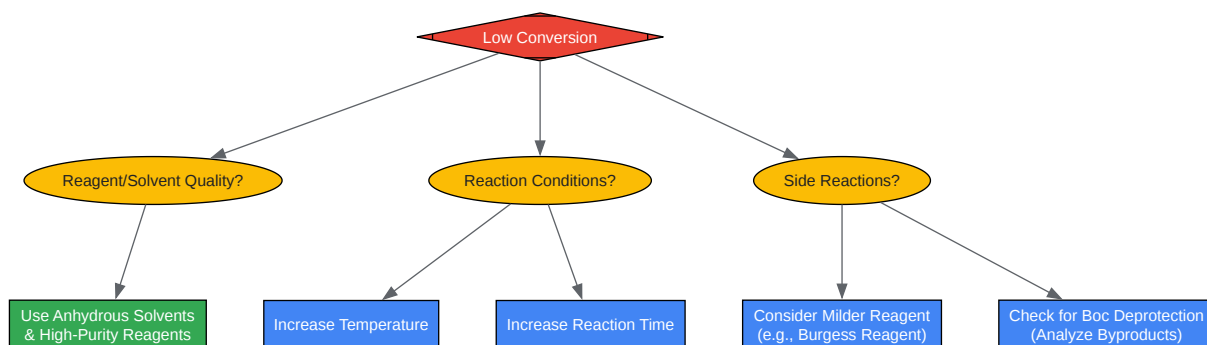 Low Conversion
Reagent/Solvent Quality?
Reaction Conditions?
Side Reactions?
Use Anhydrous Solvents
& High-Purity Reagents
Increase Temperature
Increase Reaction Time
Consider Milder Reagent
(e.g., Burgess Reagent)
Check for Boc Deprotection
(Analyze Byproducts)